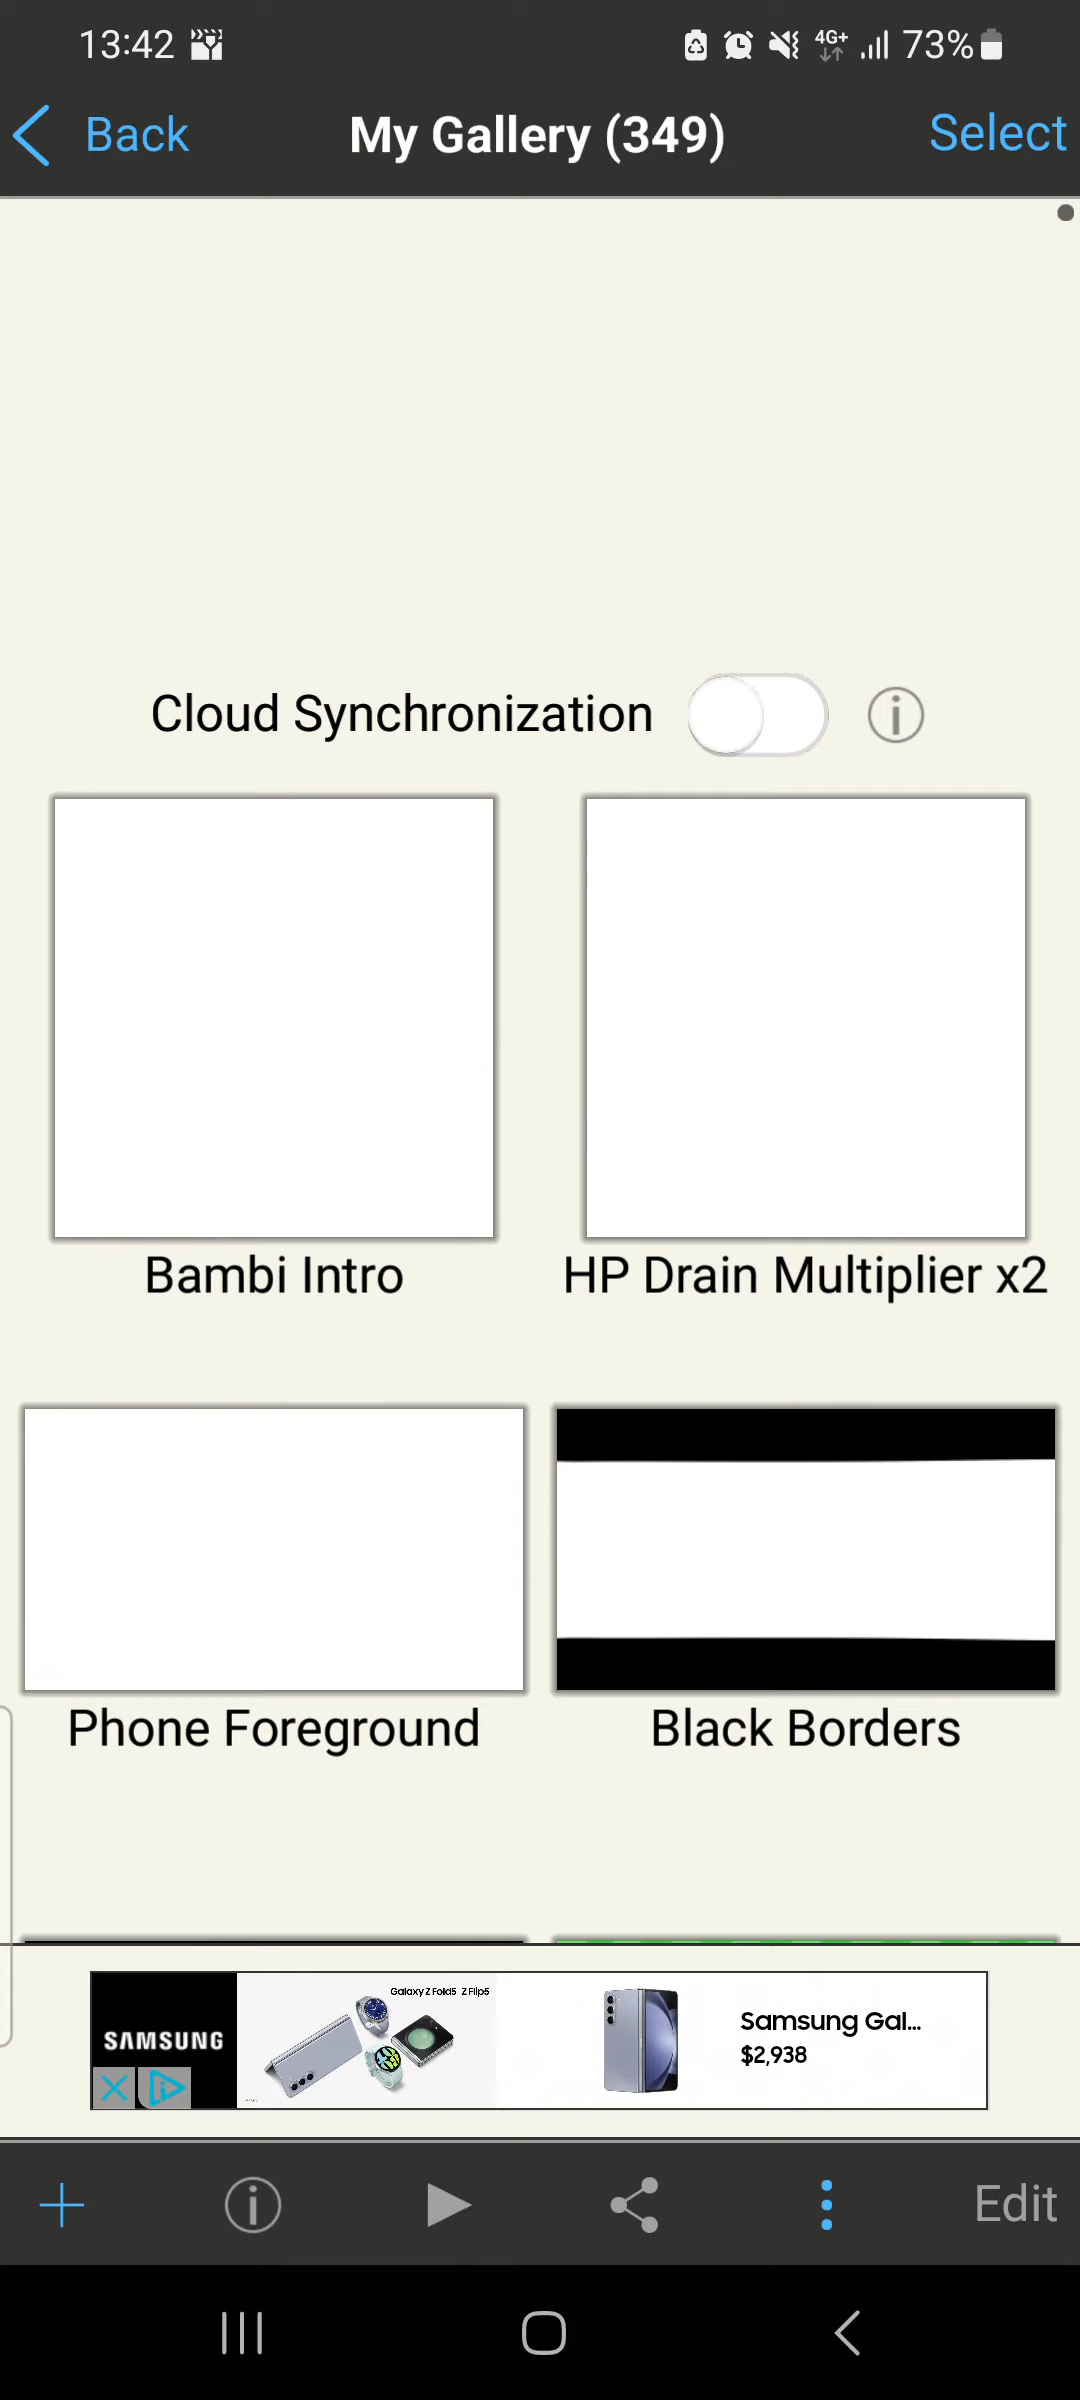 13:42
4G+ 73%
Back
My Gallery (349)
Select
Cloud Synchronization
Bambi Intro
HP Drain Multiplier x2
Phone Foreground
Black Borders
SAMSUNG
Galaxy Z Fold5 Z Flip5
Samsung Gal...
$2,938
Edit